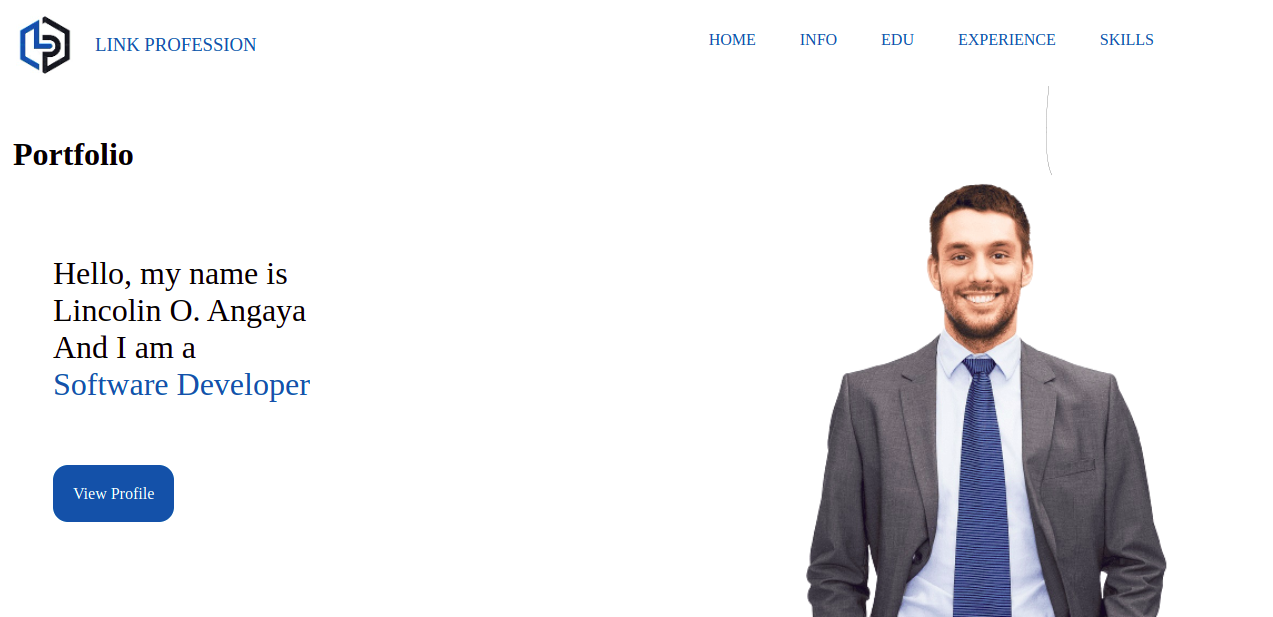 LINK PROFESSION
HOME INFO EDU EXPERIENCE SKILLS
Portfolio
Hello, my name is
Lincolin O. Angaya
And I am a
Software Developer
View Profile